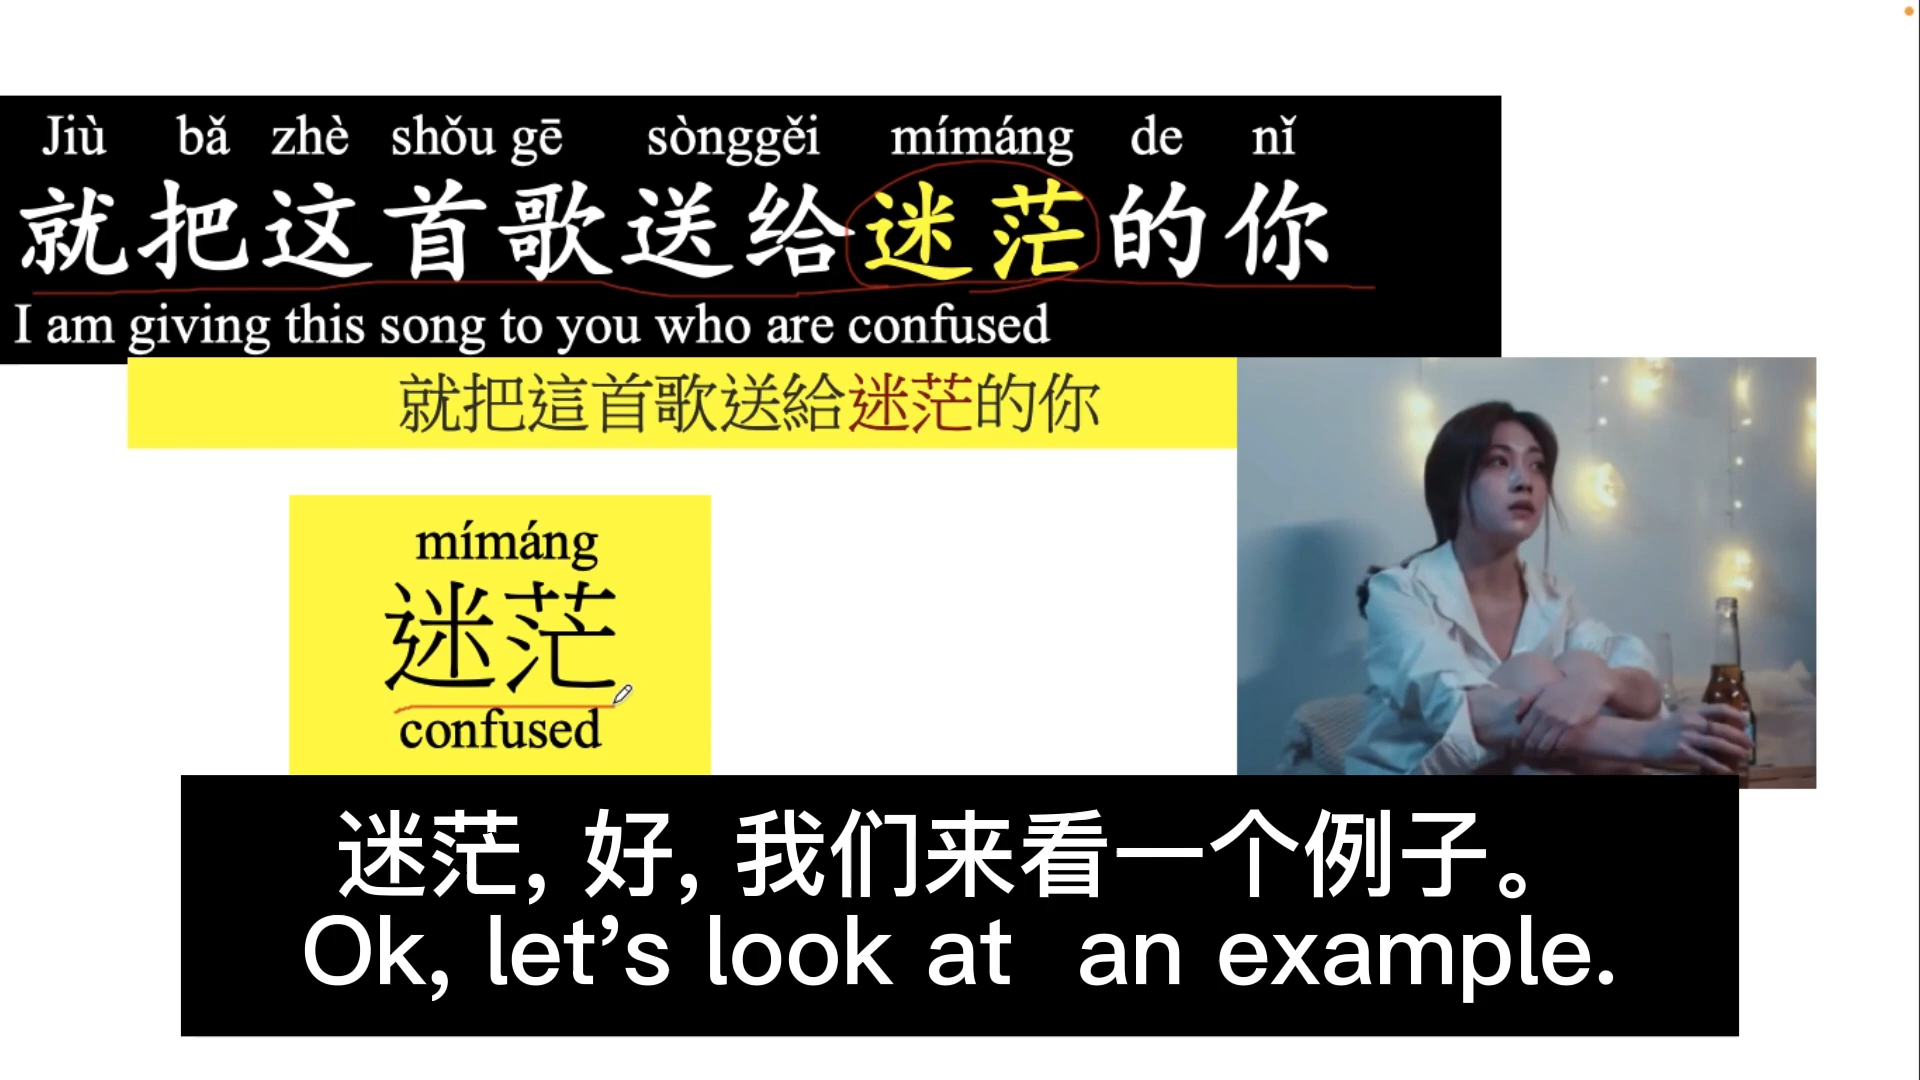 Jiù bǎ zhè shǒu gē sònggěi mímáng de nǐ
就把这首歌送给迷茫的你
I am giving this song to you who are confused
就把這首歌送給迷茫的你
mímáng
迷茫
confused
迷茫, 好, 我们来看一个例子。
Ok, let’s look at an example.